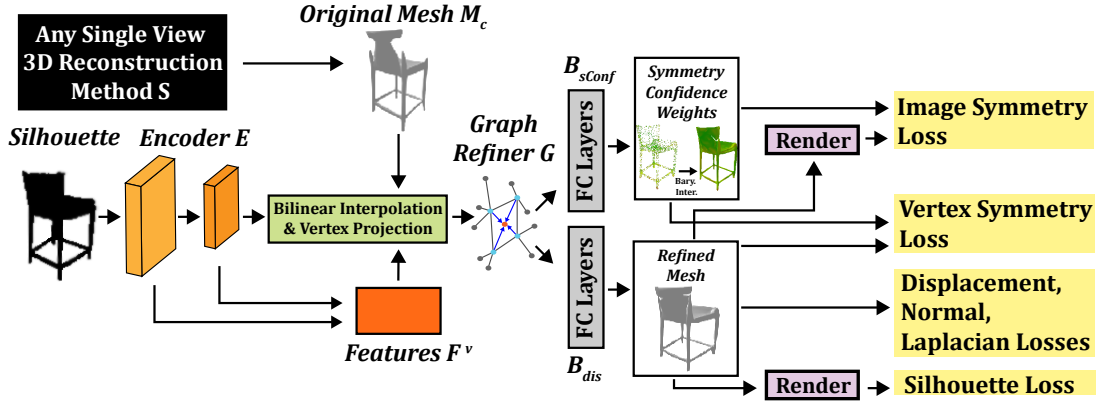 Any Single View
3D Reconstruction
Method S
Original Mesh M_c
Silhouette
Encoder E
Bilinear Interpolation
& Vertex Projection
Features F^v
Graph
Refiner G
B_sConf
FC Layers
FC Layers
B_dis
Symmetry
Confidence
Weights
Bary.
Inter.
Refined
Mesh
Render
Render
Image Symmetry
Loss
Vertex Symmetry
Loss
Displacement,
Normal,
Laplacian Losses
Silhouette Loss